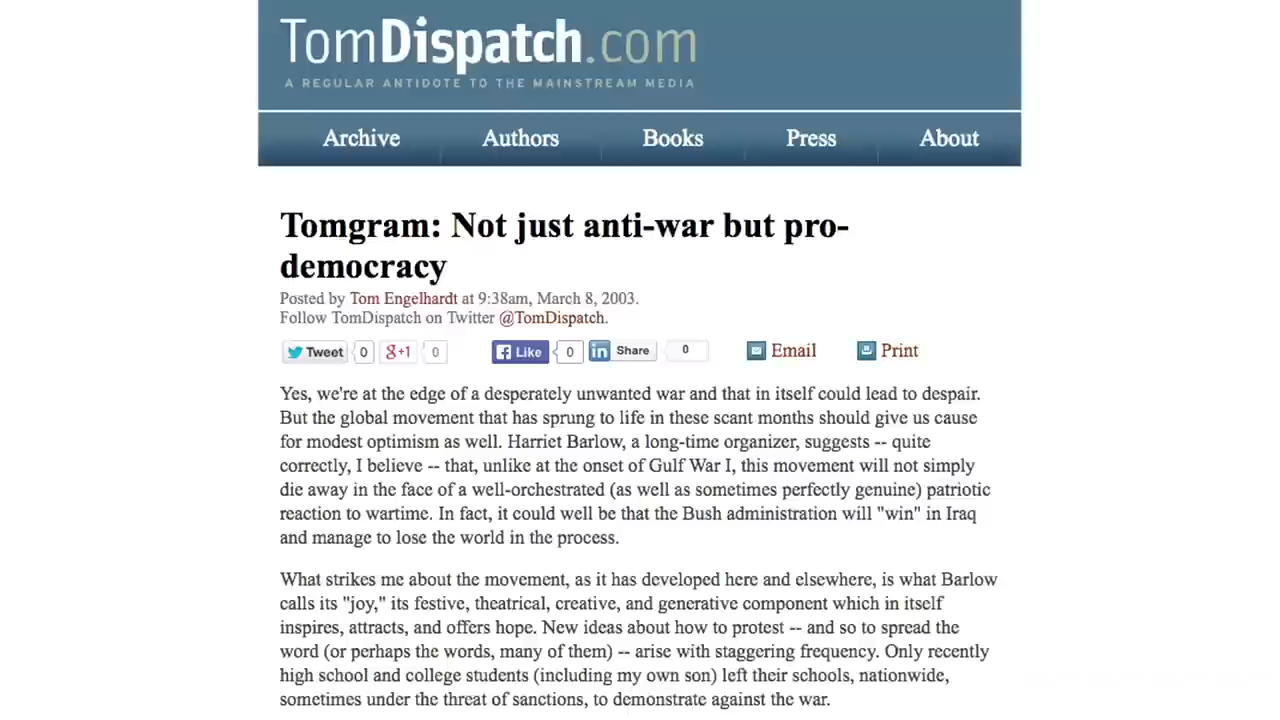 TomDispatch.com
A REGULAR ANTIDOTE TO THE MAINSTREAM MEDIA
Archive Authors Books Press About
Tomgram: Not just anti-war but pro-
democracy
Posted by Tom Engelhardt at 9:38am, March 8, 2003.
Follow TomDispatch on Twitter @TomDispatch.
Tweet 0 g+1 0 Like 0 in Share 0 Email Print
Yes, we're at the edge of a desperately unwanted war and that in itself could lead to despair.
But the global movement that has sprung to life in these scant months should give us cause
for modest optimism as well. Harriet Barlow, a long-time organizer, suggests -- quite
correctly, I believe -- that, unlike at the onset of Gulf War I, this movement will not simply
die away in the face of a well-orchestrated (as well as sometimes perfectly genuine) patriotic
reaction to wartime. In fact, it could well be that the Bush administration will "win" in Iraq
and manage to lose the world in the process.
What strikes me about the movement, as it has developed here and elsewhere, is what Barlow
calls its "joy," its festive, theatrical, creative, and generative component which in itself
inspires, attracts, and offers hope. New ideas about how to protest -- and so to spread the
word (or perhaps the words, many of them) -- arise with staggering frequency. Only recently
high school and college students (including my own son) left their schools, nationwide,
sometimes under the threat of sanctions, to demonstrate against the war.